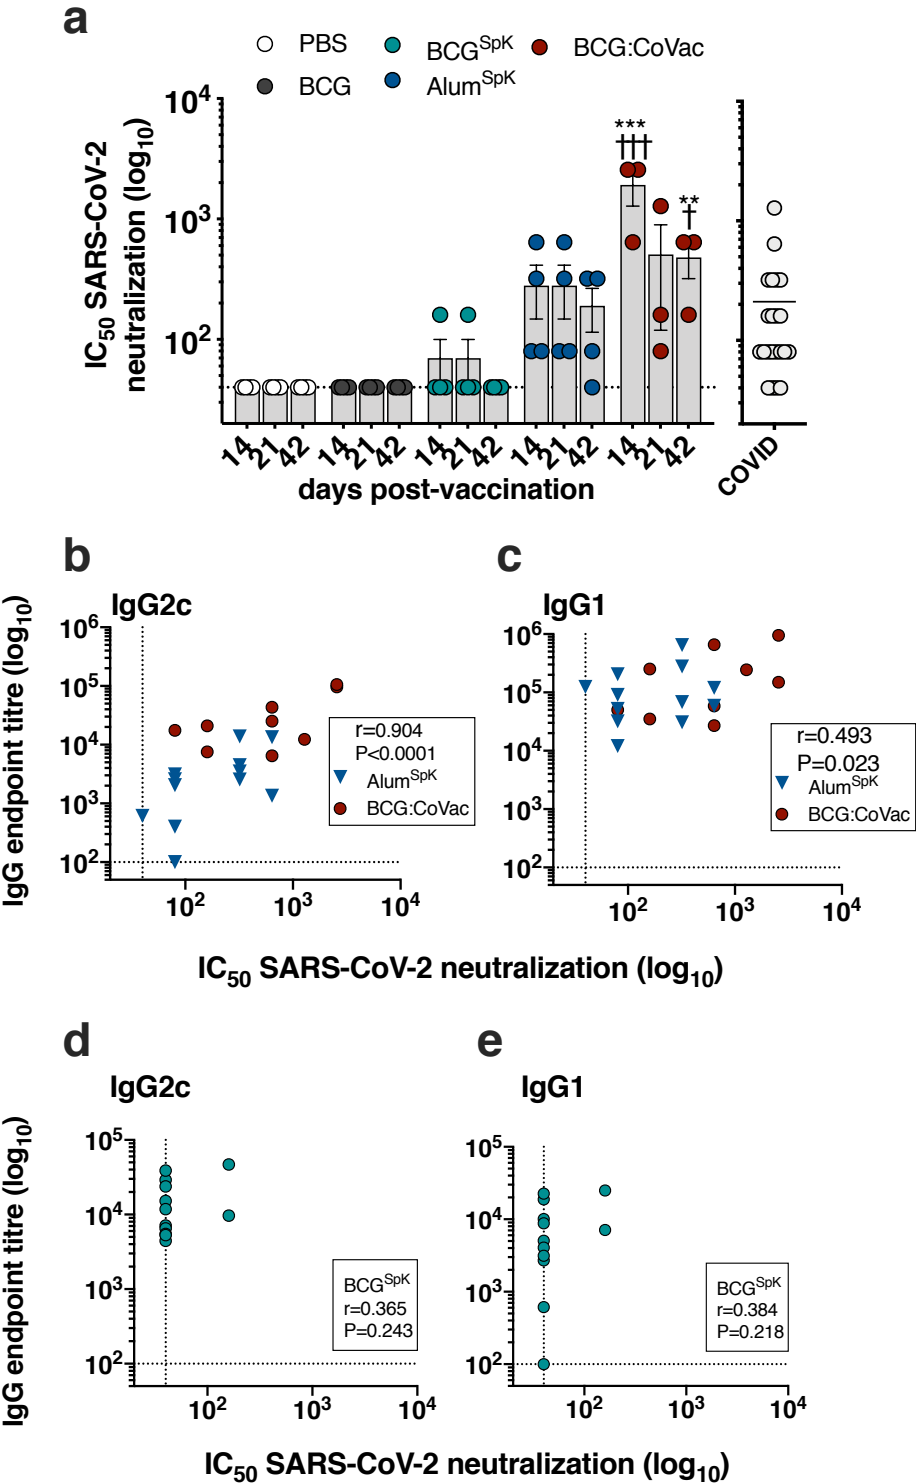 a
PBS
BCG^SpK
BCG:CoVac
BCG
Alum^SpK
IC50 SARS-CoV-2
neutralization (log10)
10^4
10^3
10^2
***
†††
**
†
14 21 42 14 21 42 14 21 42 14 21 42 14 21 42
COVID
days post-vaccination
b
IgG2c
IgG endpoint titre (log10)
10^6
10^5
10^4
10^3
10^2
r=0.904
P<0.0001
Alum^SpK
BCG:CoVac
10^2 10^3 10^4
c
IgG1
10^6
10^5
10^4
10^3
10^2
r=0.493
P=0.023
Alum^SpK
BCG:CoVac
10^2 10^3 10^4
IC50 SARS-CoV-2 neutralization (log10)
d
IgG2c
IgG endpoint titre (log10)
10^5
10^4
10^3
10^2
BCG^SpK
r=0.365
P=0.243
10^2 10^3 10^4
e
IgG1
10^5
10^4
10^3
10^2
BCG^SpK
r=0.384
P=0.218
10^2 10^3 10^4
IC50 SARS-CoV-2 neutralization (log10)